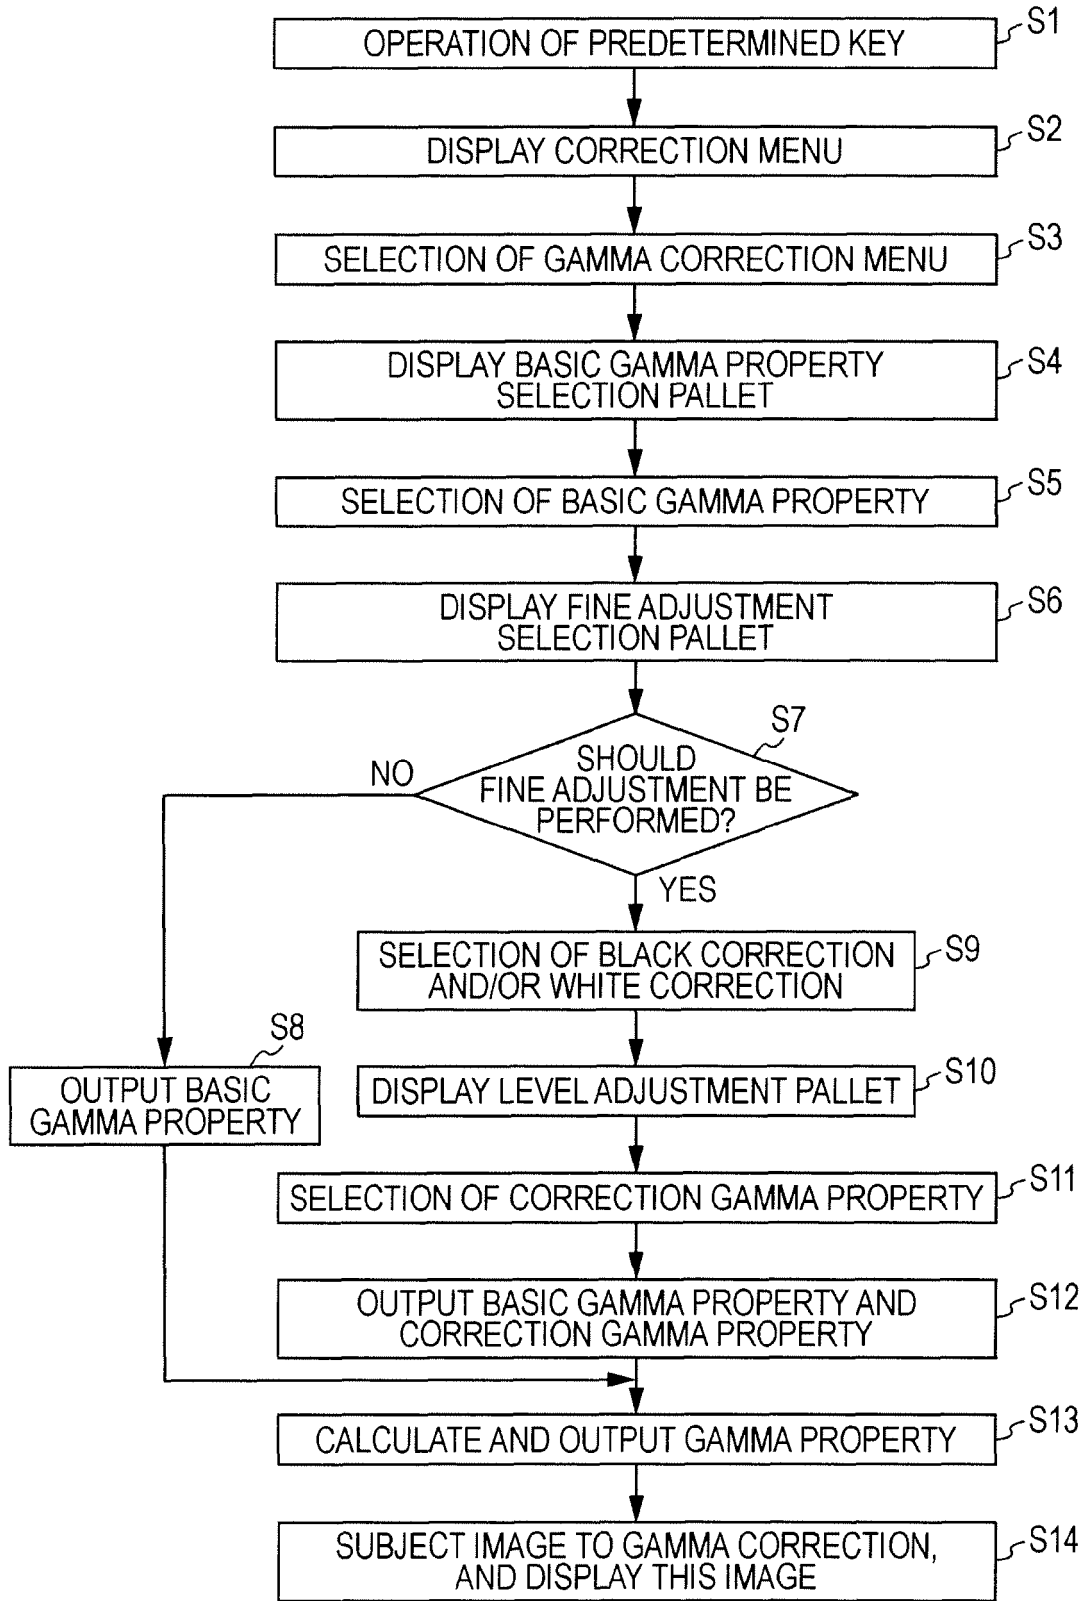 S1
OPERATION OF PREDETERMINED KEY
S2
DISPLAY CORRECTION MENU
S3
SELECTION OF GAMMA CORRECTION MENU
S4
DISPLAY BASIC GAMMA PROPERTY
SELECTION PALLET
S5
SELECTION OF BASIC GAMMA PROPERTY
S6
DISPLAY FINE ADJUSTMENT
SELECTION PALLET
S7
SHOULD
FINE ADJUSTMENT BE
PERFORMED?
NO
YES
S9
SELECTION OF BLACK CORRECTION
AND/OR WHITE CORRECTION
S8
OUTPUT BASIC
GAMMA PROPERTY
S10
DISPLAY LEVEL ADJUSTMENT PALLET
S11
SELECTION OF CORRECTION GAMMA PROPERTY
S12
OUTPUT BASIC GAMMA PROPERTY AND
CORRECTION GAMMA PROPERTY
S13
CALCULATE AND OUTPUT GAMMA PROPERTY
S14
SUBJECT IMAGE TO GAMMA CORRECTION,
AND DISPLAY THIS IMAGE